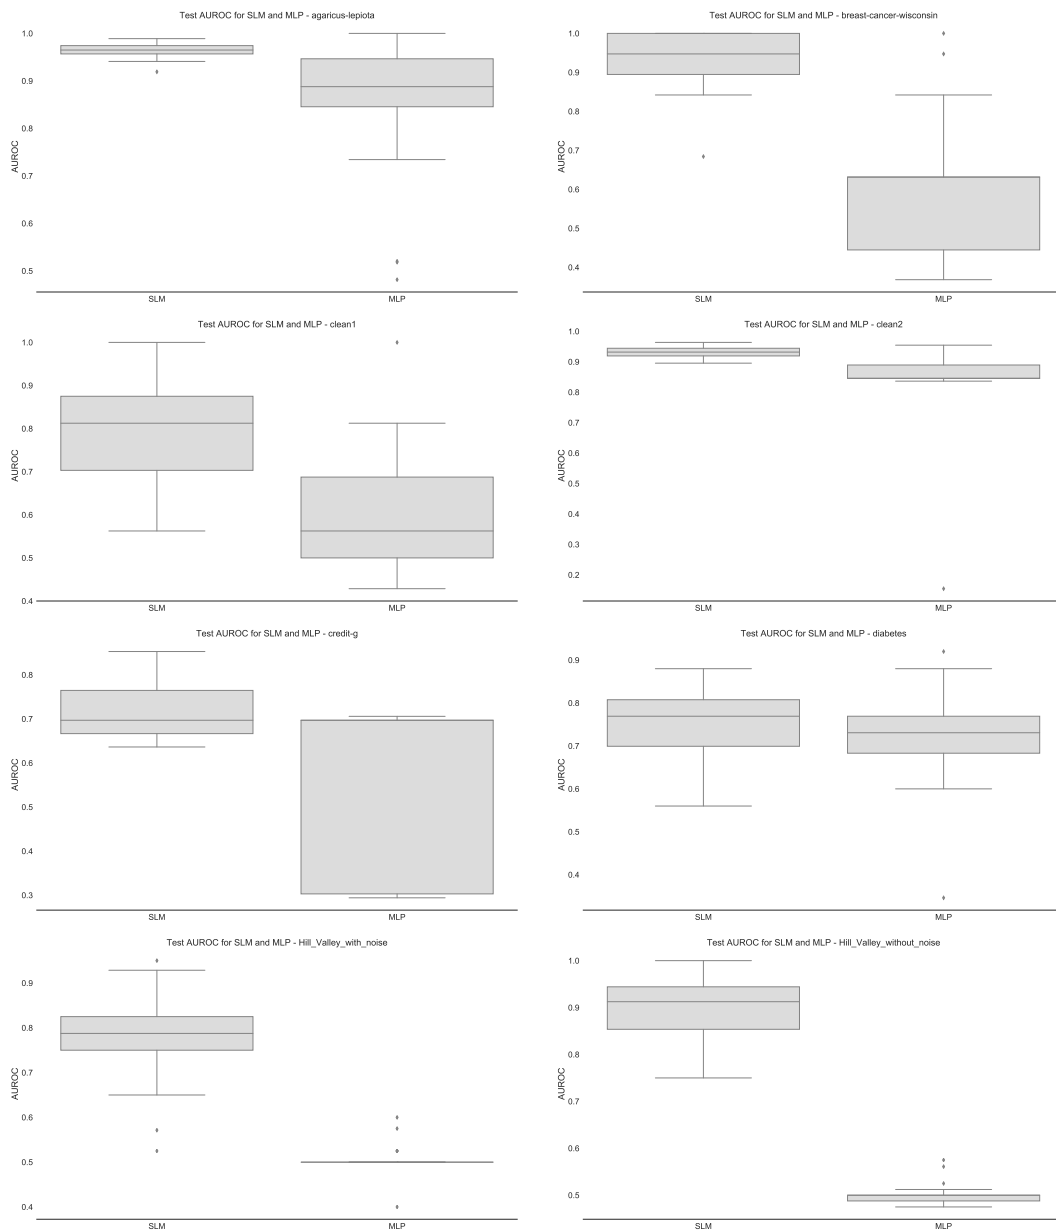 Test AUROC for SLM and MLP - agaricus-lepiota
1.0
0.9
0.8
0.7
0.6
0.5
AUROC
SLM
MLP
Test AUROC for SLM and MLP - breast-cancer-wisconsin
1.0
0.9
0.8
0.7
0.6
0.5
0.4
AUROC
SLM
MLP
Test AUROC for SLM and MLP - clean1
1.0
0.9
0.8
0.7
0.6
0.5
0.4
AUROC
SLM
MLP
Test AUROC for SLM and MLP - clean2
1.0
0.9
0.8
0.7
0.6
0.5
0.4
0.3
0.2
AUROC
SLM
MLP
Test AUROC for SLM and MLP - credit-g
0.8
0.7
0.6
0.5
0.4
0.3
AUROC
SLM
MLP
Test AUROC for SLM and MLP - diabetes
0.9
0.8
0.7
0.6
0.5
0.4
AUROC
SLM
MLP
Test AUROC for SLM and MLP - Hill_Valley_with_noise
0.9
0.8
0.7
0.6
0.5
0.4
AUROC
SLM
MLP
Test AUROC for SLM and MLP - Hill_Valley_without_noise
1.0
0.9
0.8
0.7
0.6
0.5
AUROC
SLM
MLP